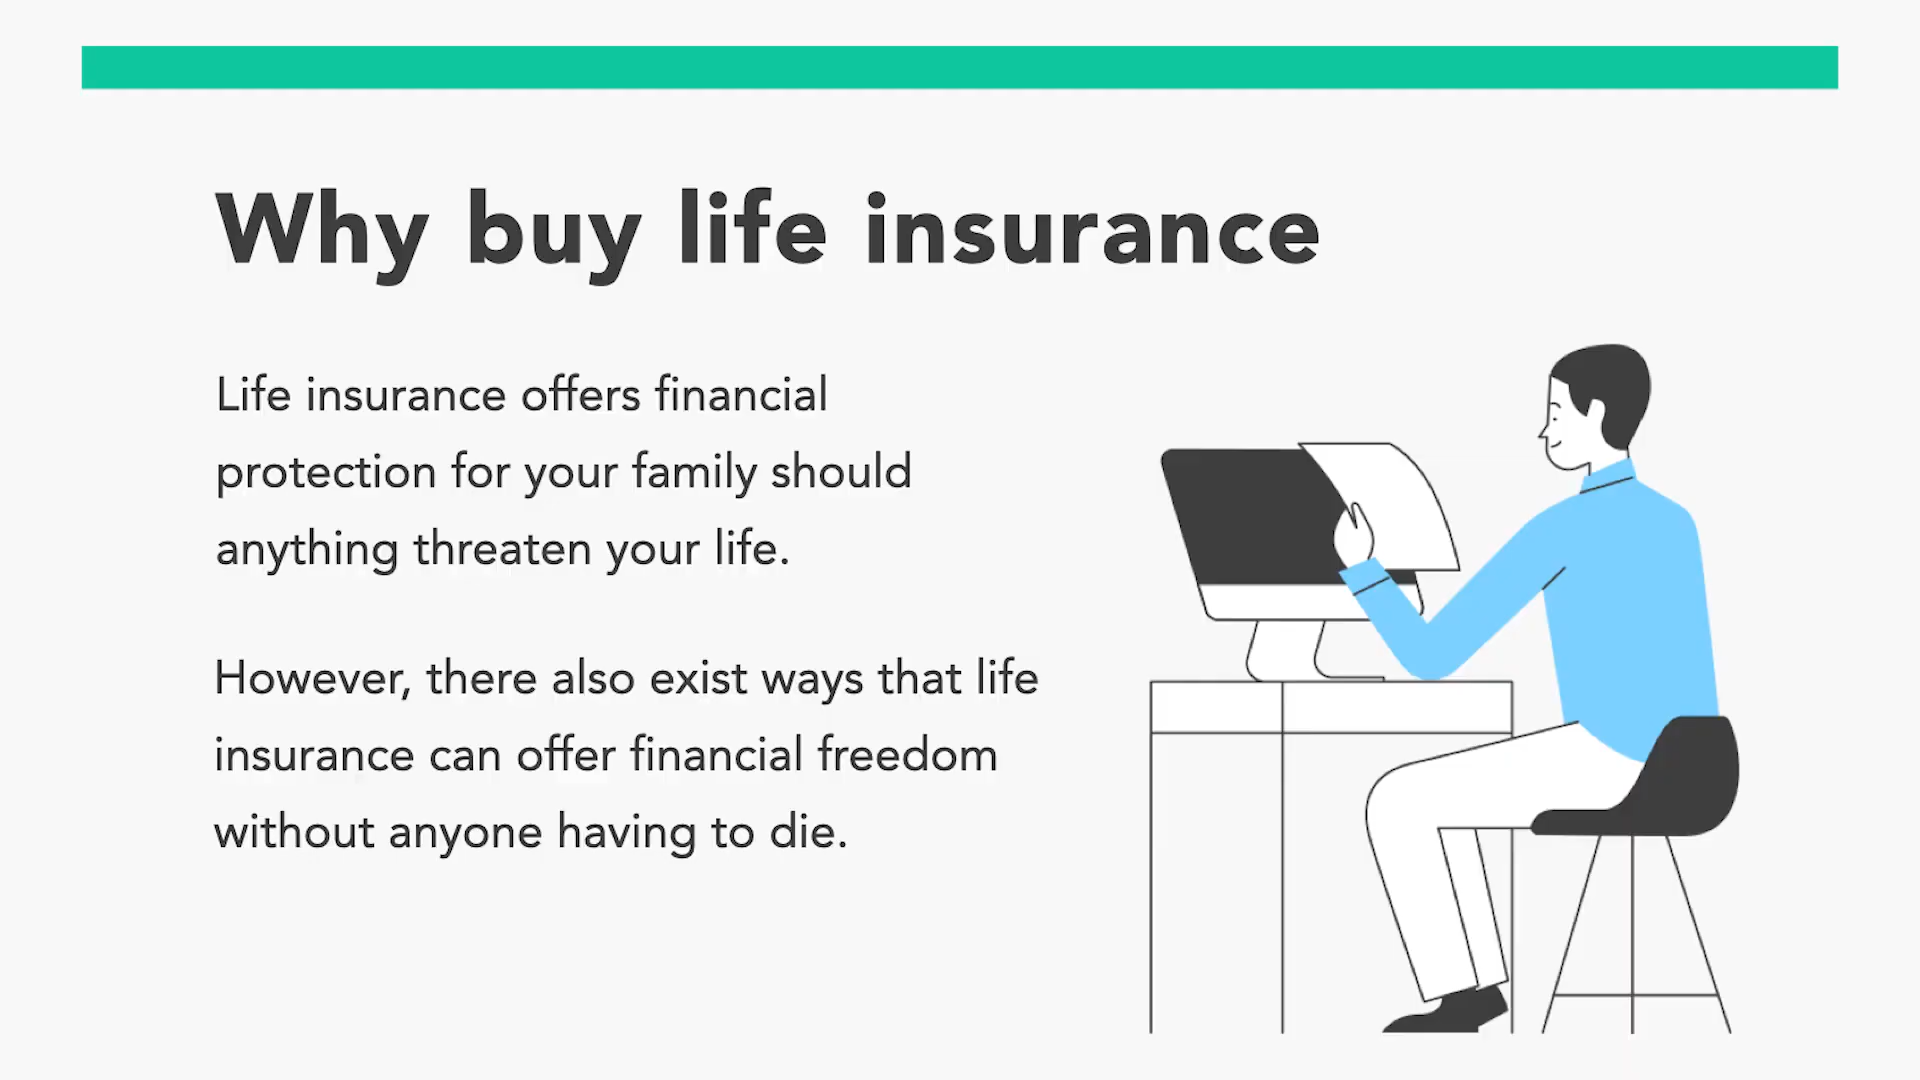 Why buy life insurance
Life insurance offers financial
protection for your family should
anything threaten your life.
However, there also exist ways that life
insurance can offer financial freedom
without anyone having to die.